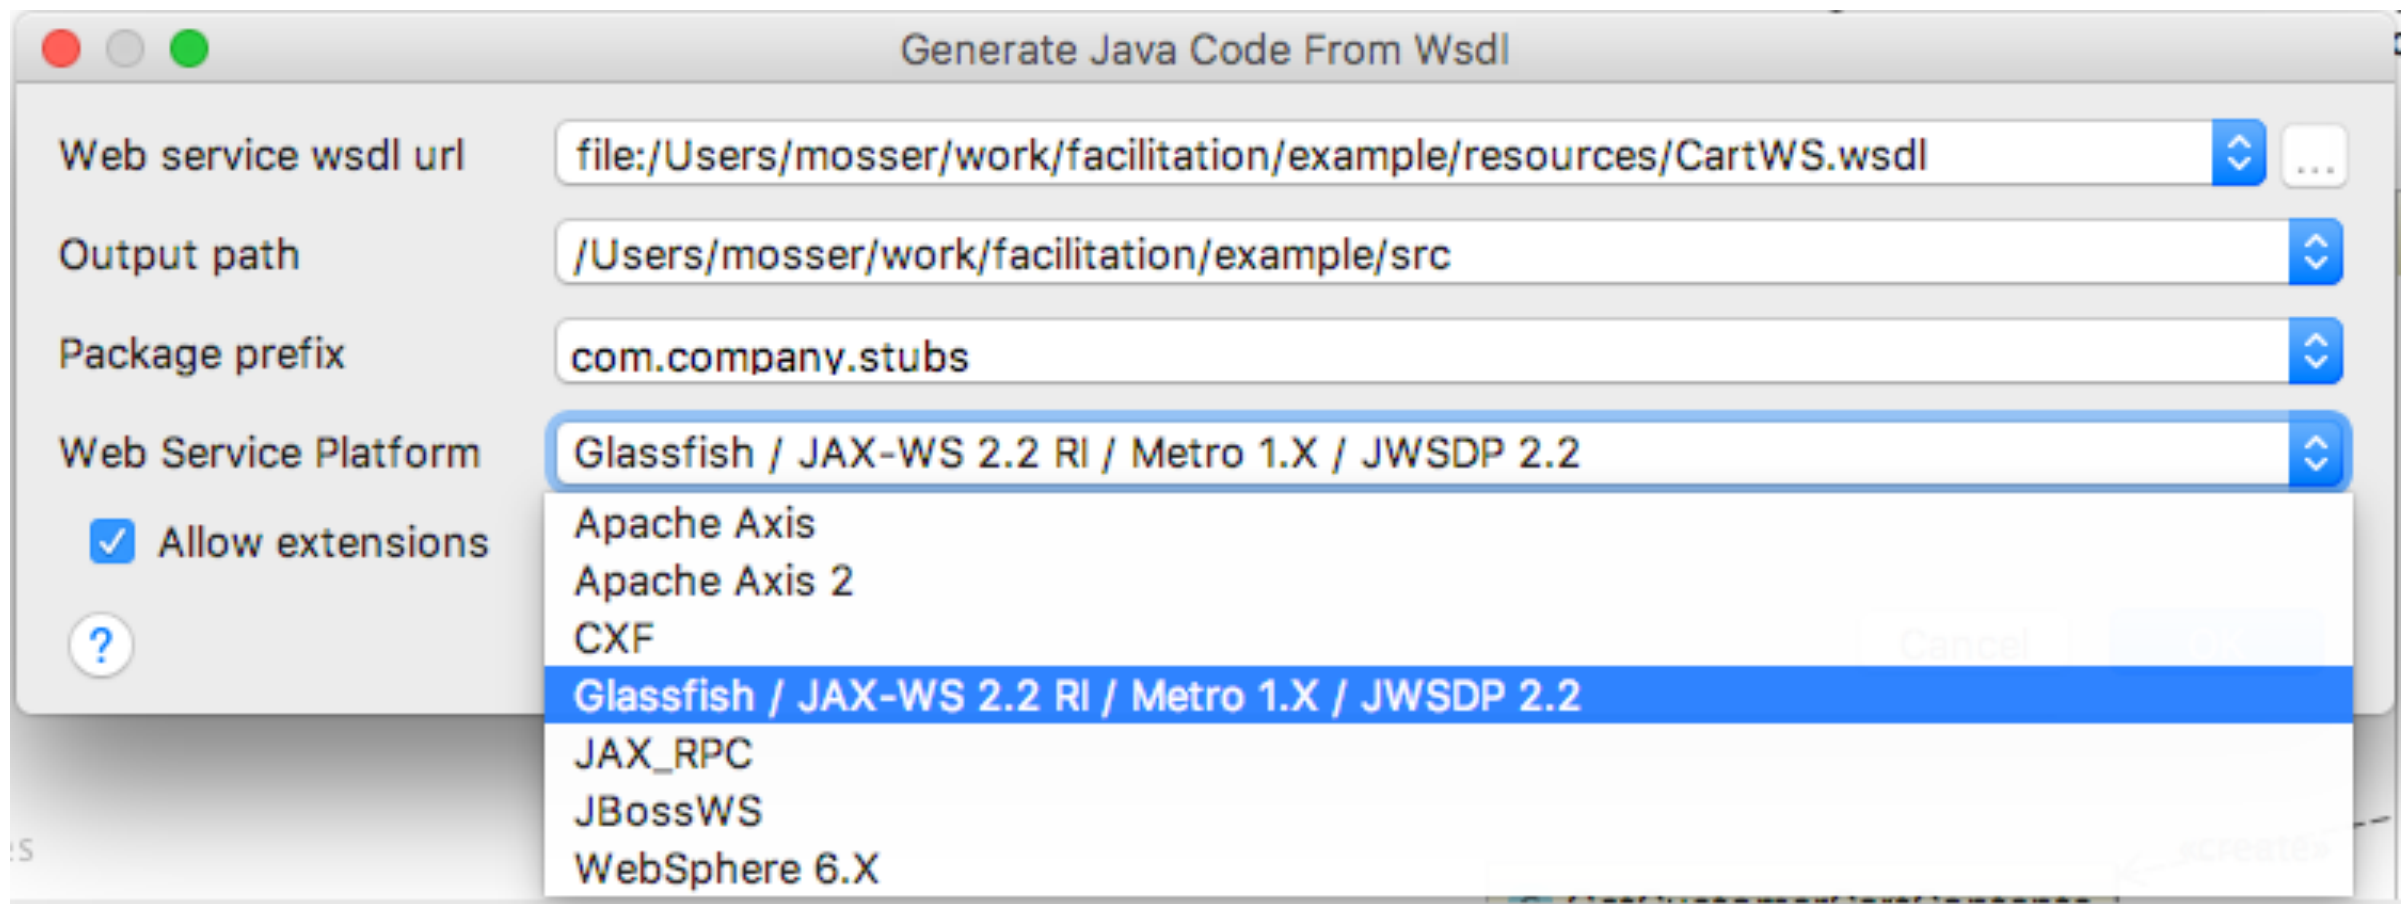 Generate Java Code From Wsdl
Web service wsdl url file:/Users/mosser/work/facilitation/example/resources/CartWS.wsdl ...
Output path /Users/mosser/work/facilitation/example/src
Package prefix com.company.stubs
Web Service Platform Glassfish / JAX-WS 2.2 RI / Metro 1.X / JWSDP 2.2
Apache Axis
Allow extensions
Apache Axis 2
CXF
? Cancel
Glassfish / JAX-WS 2.2 RI / Metro 1.X / JWSDP 2.2
JAX_RPC
JBossWS
«create»
WebSphere 6.X